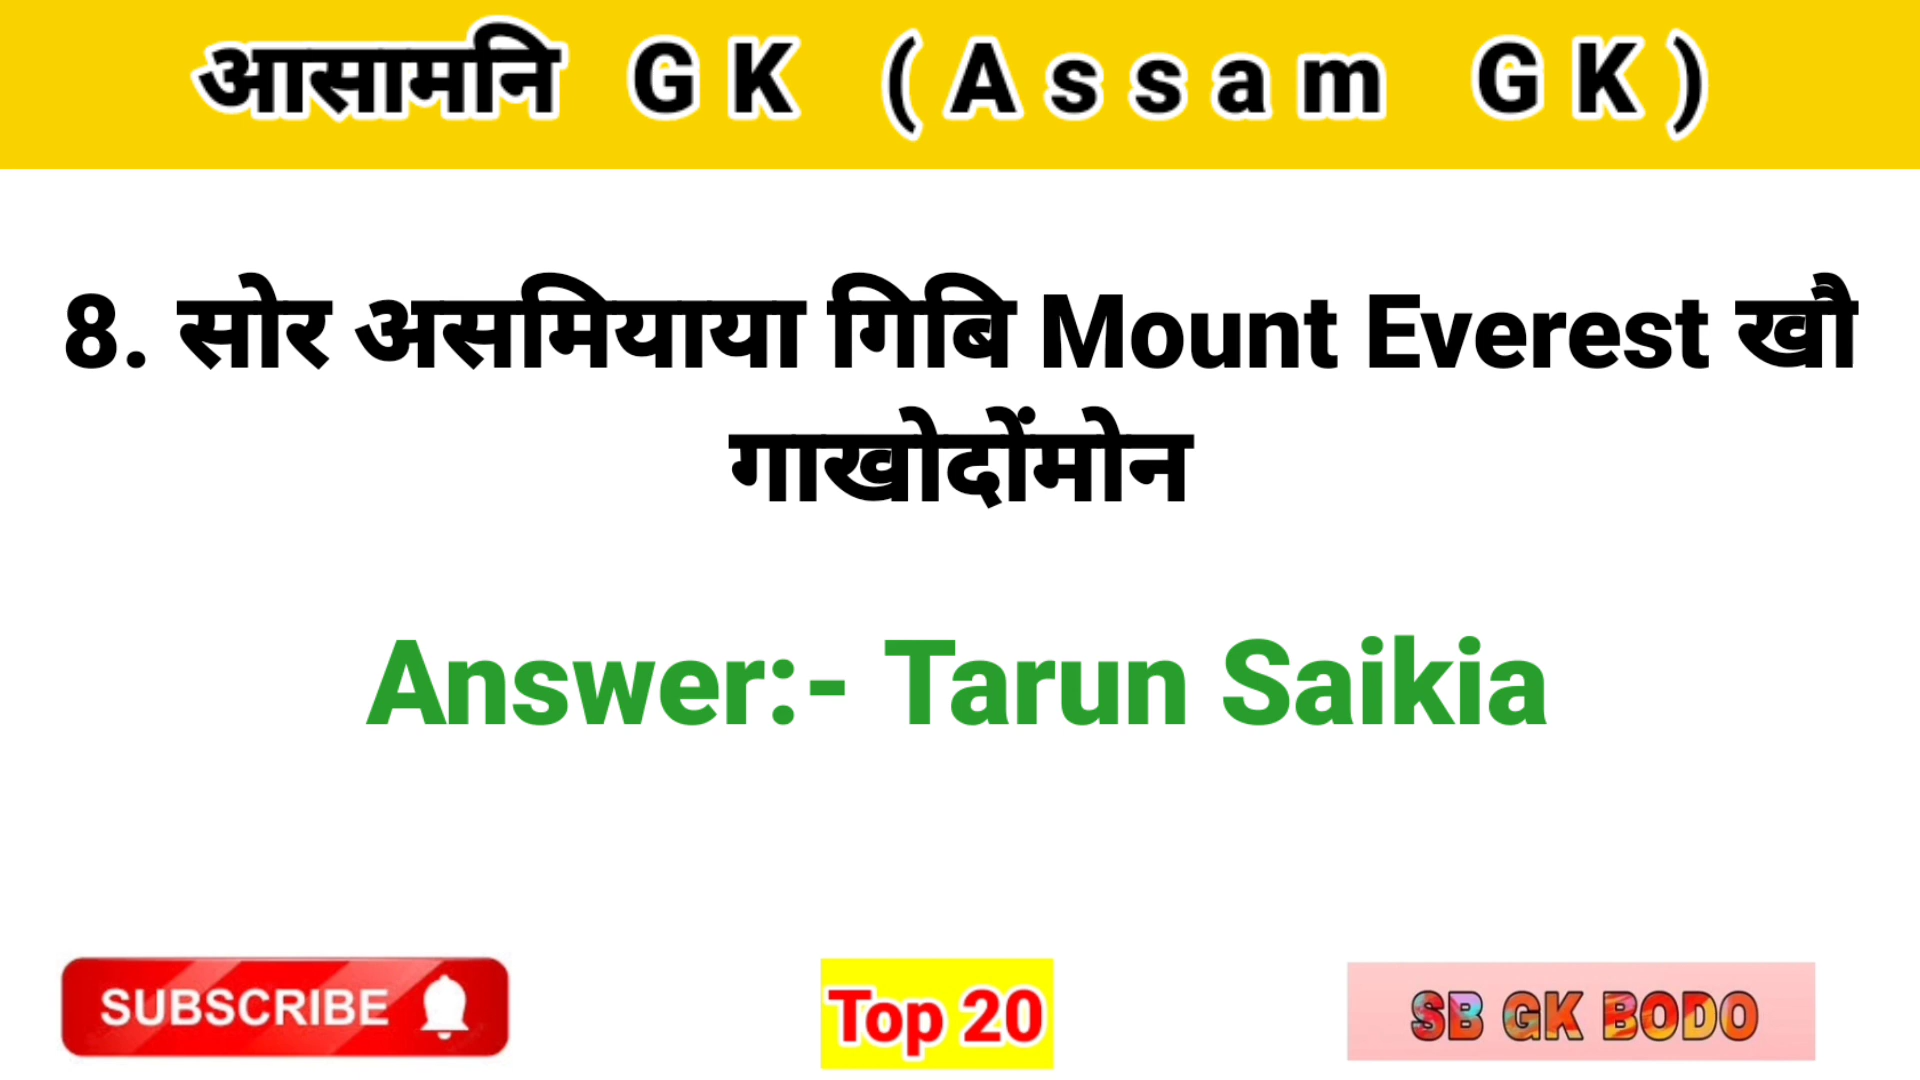 आसामनि GK (Assam GK)
8. सोर असमियाया गिबि Mount Everest खौ
गाखोदोंमोन
Answer:- Tarun Saikia
SUBSCRIBE
Top 20
SB GK BODO